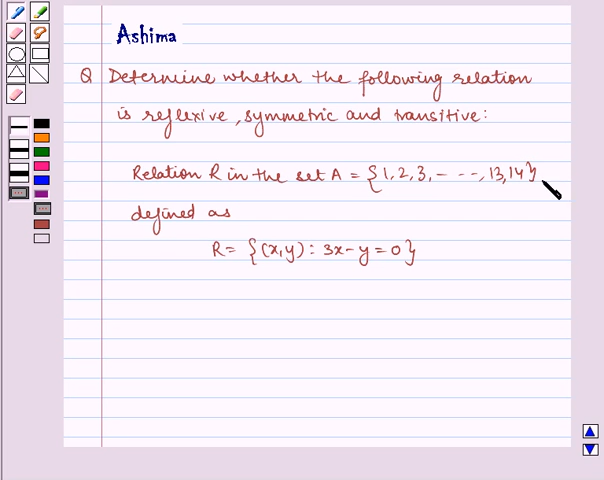 Ashima
Q Determine whether the following relation
is reflexive, symmetric and transitive:
Relation R in the set A = {1, 2, 3, - - - -, 13, 14}
defined as
R = {(x, y) : 3x - y = 0}